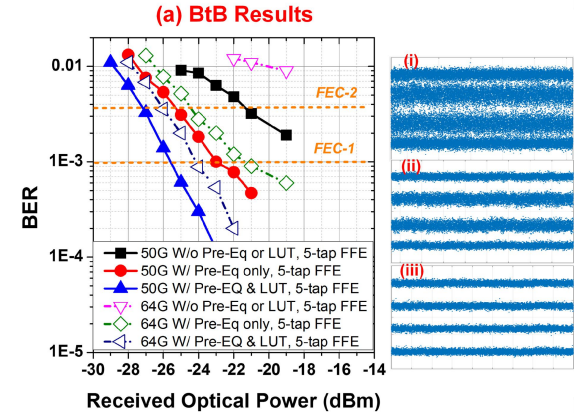 (a) BtB Results
0.01
1E-3
1E-4
1E-5
BER
FEC-2
FEC-1
50G W/o Pre-Eq or LUT, 5-tap FFE
50G W/ Pre-Eq only, 5-tap FFE
50G W/ Pre-EQ & LUT, 5-tap FFE
64G W/o Pre-Eq or LUT, 5-tap FFE
64G W/ Pre-Eq only, 5-tap FFE
64G W/ Pre-EQ & LUT, 5-tap FFE
-30 -28 -26 -24 -22 -20 -18 -16 -14
Received Optical Power (dBm)
(i)
(ii)
(iii)